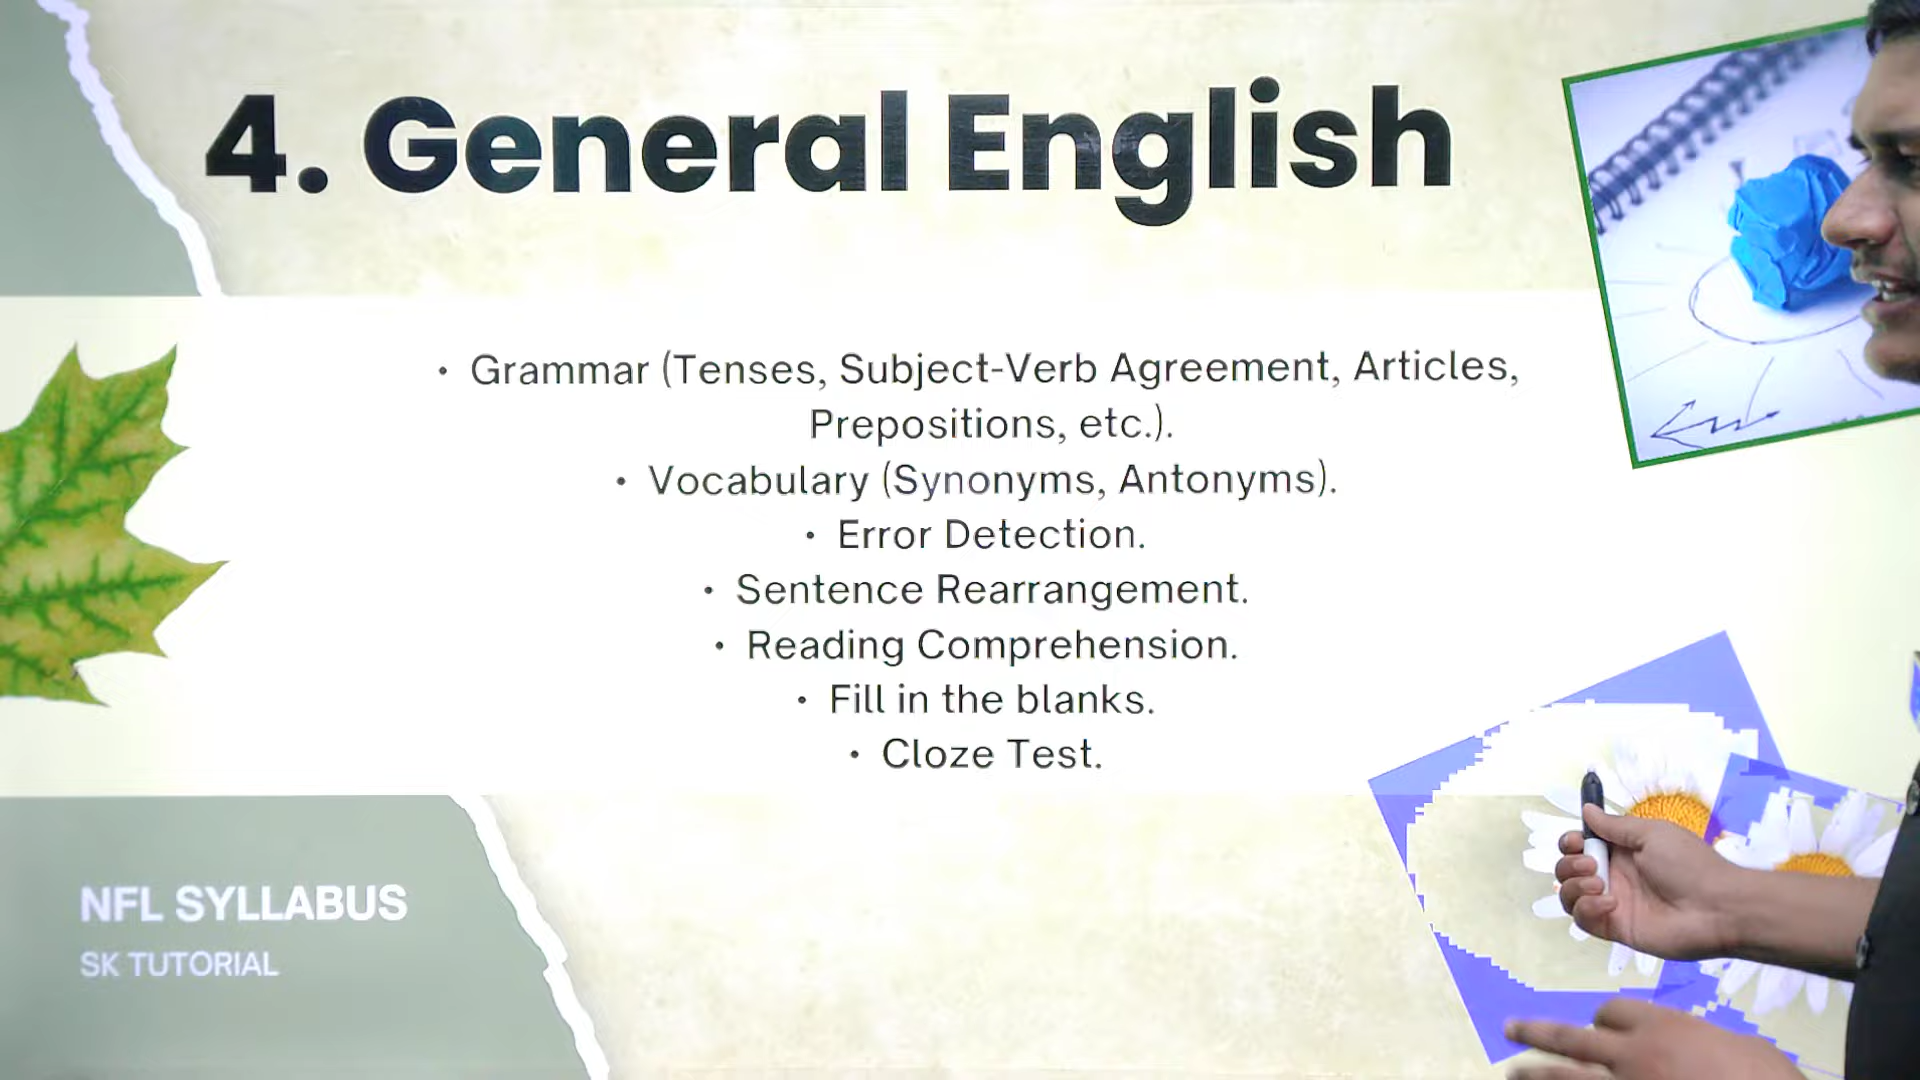 4. General English
• Grammar (Tenses, Subject-Verb Agreement, Articles,
Prepositions, etc.).
• Vocabulary (Synonyms, Antonyms).
• Error Detection.
• Sentence Rearrangement.
• Reading Comprehension.
• Fill in the blanks.
• Cloze Test.
NFL SYLLABUS
SK TUTORIAL